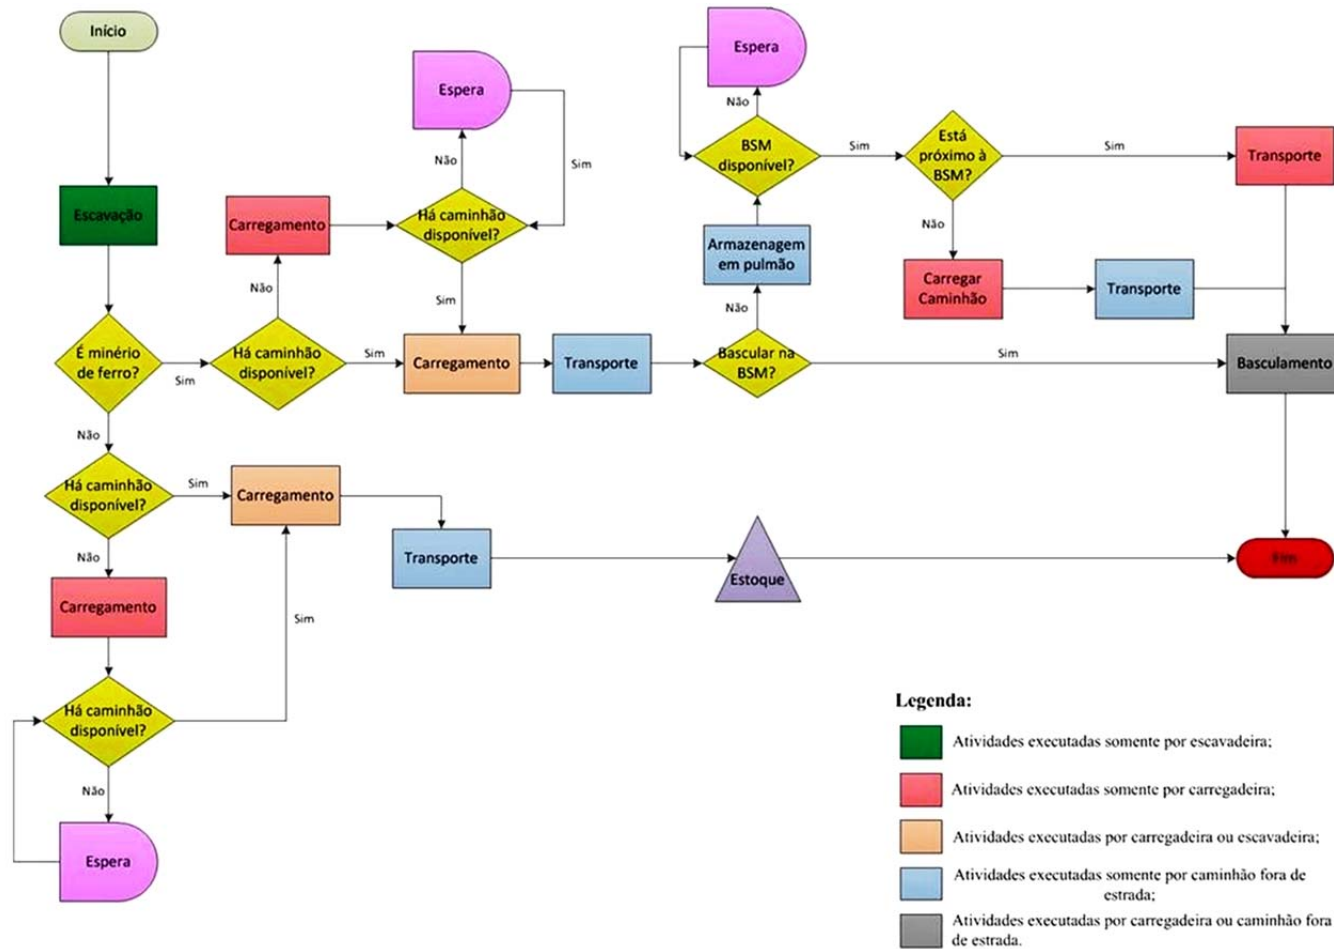 Início
Espera
Espera
Não
Não
Sim
BSM
disponível?
Sim
Está
próximo à
BSM?
Sim
Transporte
Escavação
Carregamento
Há caminhão
disponível?
Armazenagem
em pulmão
Não
Carregar
Caminhão
Transporte
Não
Sim
Não
É minério
de ferro?
Sim
Há caminhão
disponível?
Sim
Carregamento
Transporte
Bascular na
BSM?
Sim
Basculamento
Não
Há caminhão
disponível?
Sim
Carregamento
Não
Transporte
Estoque
Fim
Carregamento
Sim
Há caminhão
disponível?
Não
Espera
Legenda:
Atividades executadas somente por escavadeira;
Atividades executadas somente por carregadeira;
Atividades executadas por carregadeira ou escavadeira;
Atividades executadas somente por caminhão fora de
estrada;
Atividades executadas por carregadeira ou caminhão fora
de estrada.